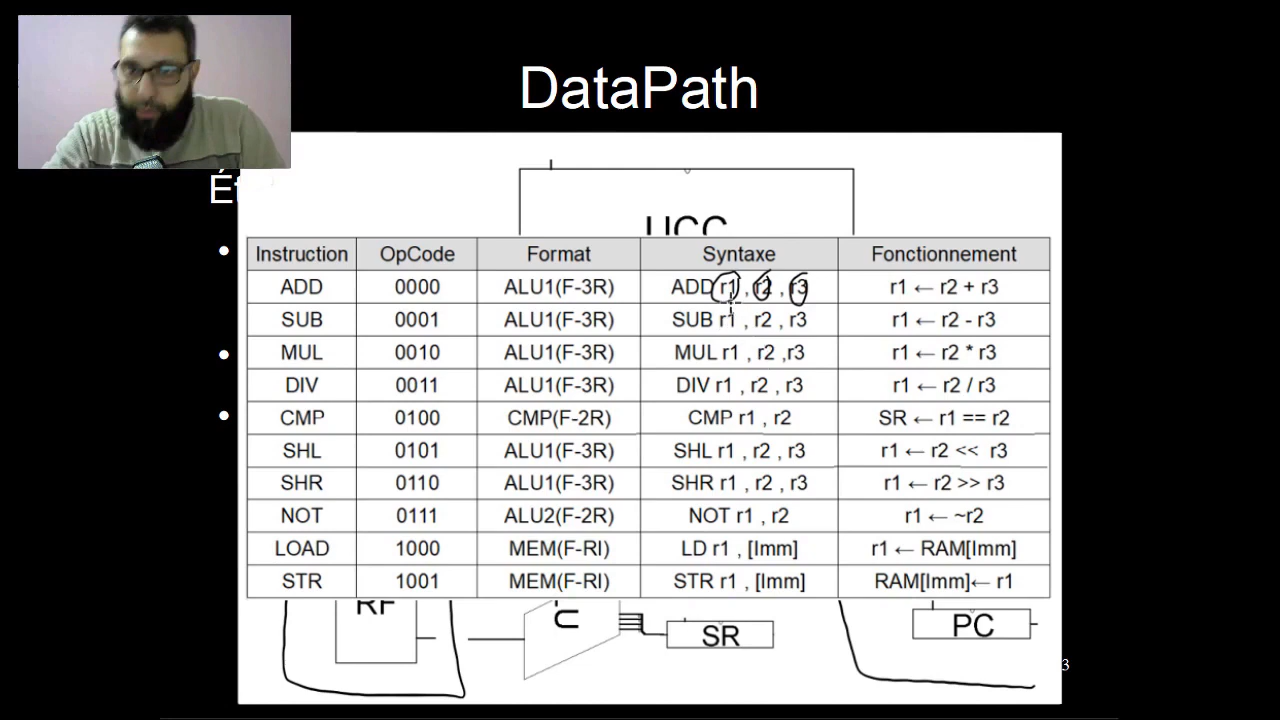 DataPath
UCC
Instruction OpCode Format Syntaxe Fonctionnement
ADD 0000 ALU1(F-3R) ADD r1 , r2 , r3 r1 ← r2 + r3
SUB 0001 ALU1(F-3R) SUB r1 , r2 , r3 r1 ← r2 - r3
MUL 0010 ALU1(F-3R) MUL r1 , r2 ,r3 r1 ← r2 * r3
DIV 0011 ALU1(F-3R) DIV r1 , r2 , r3 r1 ← r2 / r3
CMP 0100 CMP(F-2R) CMP r1 , r2 SR ← r1 == r2
SHL 0101 ALU1(F-3R) SHL r1 , r2 , r3 r1 ← r2 << r3
SHR 0110 ALU1(F-3R) SHR r1 , r2 , r3 r1 ← r2 >> r3
NOT 0111 ALU2(F-2R) NOT r1 , r2 r1 ← ~r2
LOAD 1000 MEM(F-RI) LD r1 , [Imm] r1 ← RAM[Imm]
STR 1001 MEM(F-RI) STR r1 , [Imm] RAM[Imm]← r1
RF
SR
PC
3